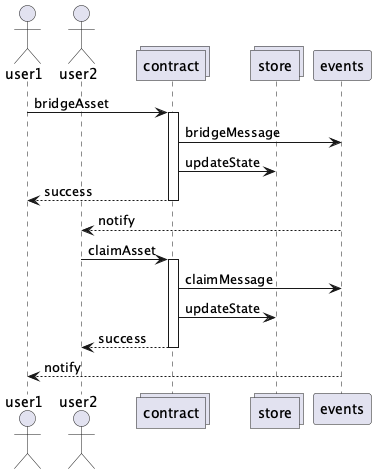 user1 user2 contract store events
bridgeAsset
bridgeMessage
updateState
success
notify
claimAsset
claimMessage
updateState
success
notify
user1 user2 contract store events